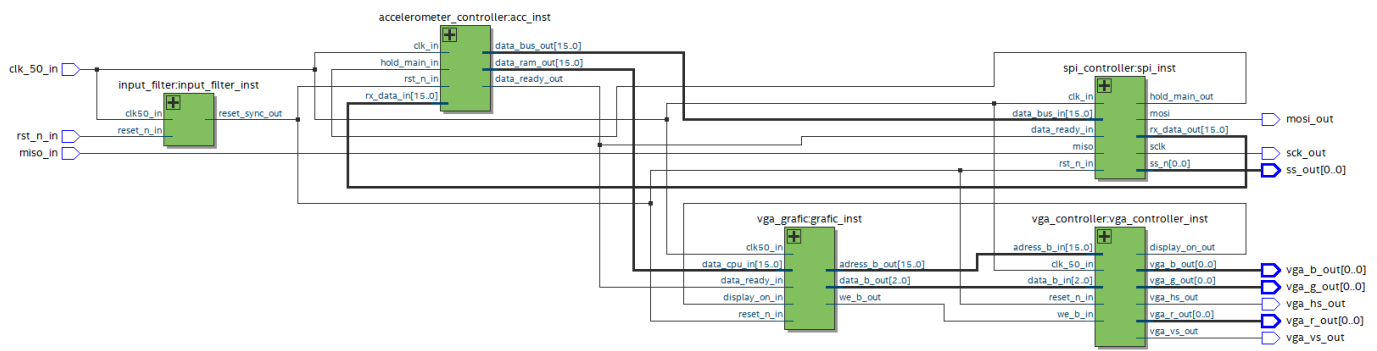 accelerometer_controller:acc_inst
clk_in
hold_main_in
rst_n_in
rx_data_in[15.0]
data_bus_out[15.0]
data_ram_out[15.0]
data_ready_out
clk_50_in
rst_n_in
miso_in
input_filter:input_filter_inst
clk50_in
reset_n_in
reset_sync_out
spi_controller:spi_inst
clk_in
data_bus_in[15.0]
data_ready_in
miso
rst_n_in
hold_main_out
mosi
rx_data_out[15.0]
sclk
ss_n[0.0]
mosi_out
sck_out
ss_out[0..0]
vga_grafic:grafic_inst
clk50_in
data_cpu_in[15.0]
data_ready_in
display_on_in
reset_n_in
adress_b_out[15.0]
data_b_out[2.0]
we_b_out
vga_controller:vga_controller_inst
adress_b_in[15.0]
clk_50_in
data_b_in[2.0]
reset_n_in
we_b_in
display_on_out
vga_b_out[0.0]
vga_g_out[0.0]
vga_hs_out
vga_r_out[0.0]
vga_vs_out
vga_b_out[0..0]
vga_g_out[0..0]
vga_hs_out
vga_r_out[0..0]
vga_vs_out